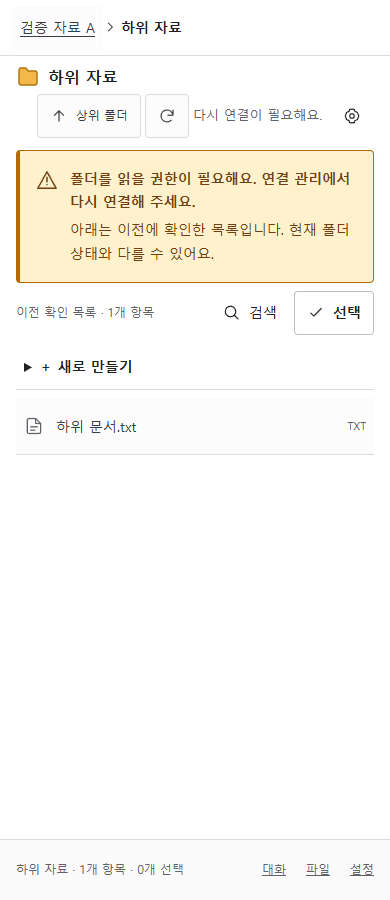 검증 자료 A > 하위 자료
하위 자료
상위 폴더 다시 연결이 필요해요.
폴더를 읽을 권한이 필요해요. 연결 관리에서
다시 연결해 주세요.
아래는 이전에 확인한 목록입니다. 현재 폴더
상태와 다를 수 있어요.
이전 확인 목록 · 1개 항목 검색 선택
+ 새로 만들기
하위 문서.txt TXT
하위 자료 · 1개 항목 · 0개 선택 대화 파일 설정